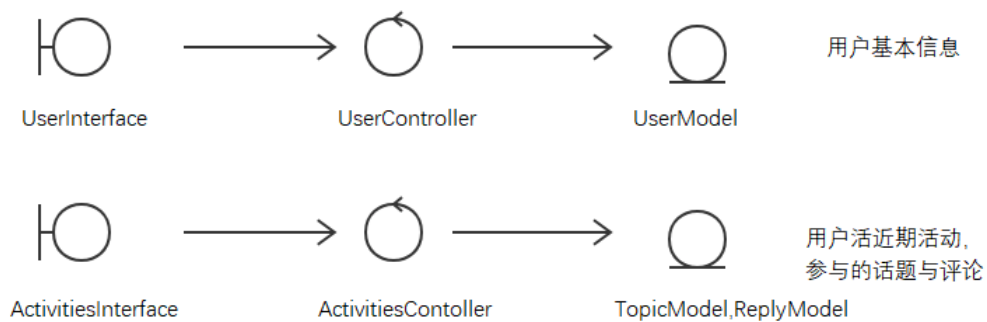 用户基本信息
UserInterface
UserController
UserModel
用户活近期活动，
参与的话题与评论
ActivitiesInterface
ActivitiesContoller
TopicModel,ReplyModel